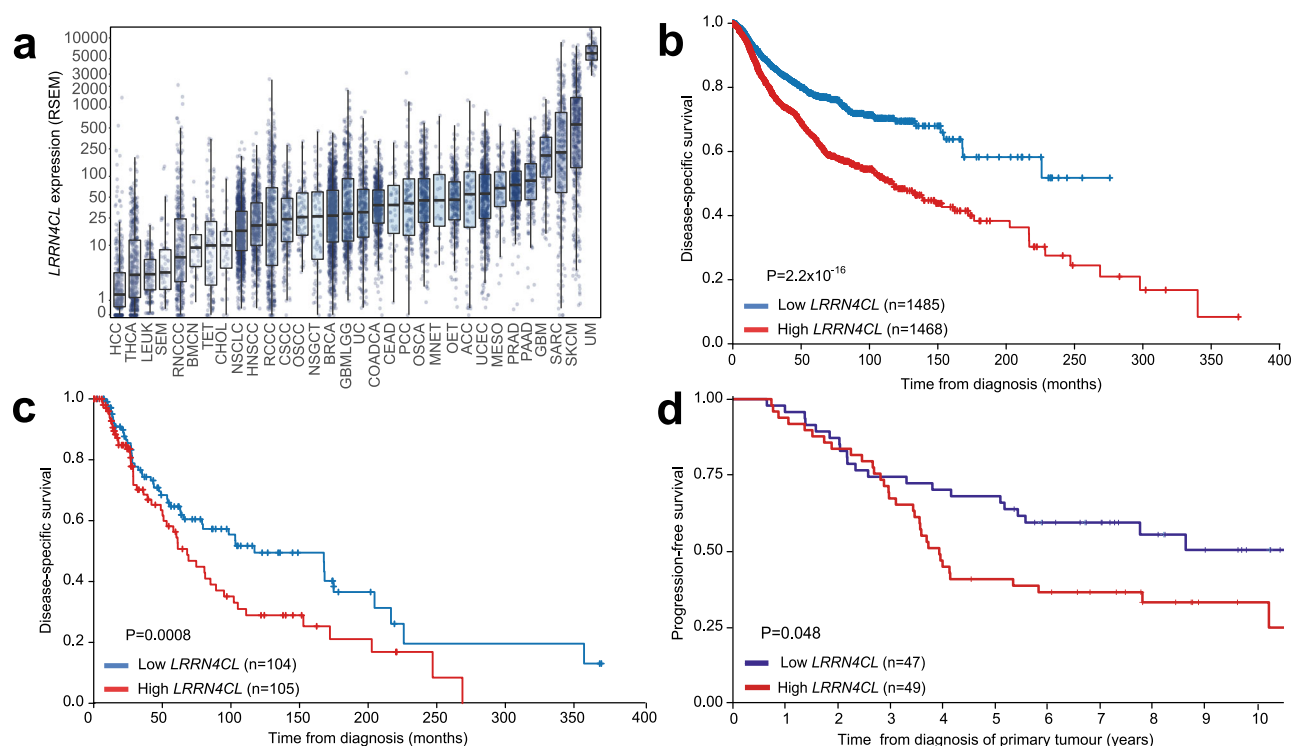 a
LRRN4CL expression (RSEM)
10000
5000
3000
2000
1000
500
250
100
50
25
10
1
0
HCC
THCA
LEUK
SEM
RNCCC
BMCN
TET
CHOL
NSCLC
HNSCC
RCCC
CSCC
OSCC
NSGCT
BRCA
GBMLGG
UC
COADCA
CEAD
PCC
OSCA
MNET
OET
ACC
UCEC
MESO
PRAD
PAAD
GBM
SARC
SKCM
UM
b
Disease-specific survival
1.0
0.8
0.6
0.4
0.2
0.0
P=2.2x10⁻¹⁶
Low LRRN4CL (n=1485)
High LRRN4CL (n=1468)
0 50 100 150 200 250 300 350 400
Time from diagnosis (months)
c
Disease-specific survival
1.0
0.8
0.6
0.4
0.2
0.0
P=0.0008
Low LRRN4CL (n=104)
High LRRN4CL (n=105)
0 50 100 150 200 250 300 350 400
Time from diagnosis (months)
d
Progression-free survival
1.00
0.75
0.50
0.25
0.00
P=0.048
Low LRRN4CL (n=47)
High LRRN4CL (n=49)
0 1 2 3 4 5 6 7 8 9 10
Time from diagnosis of primary tumour (years)